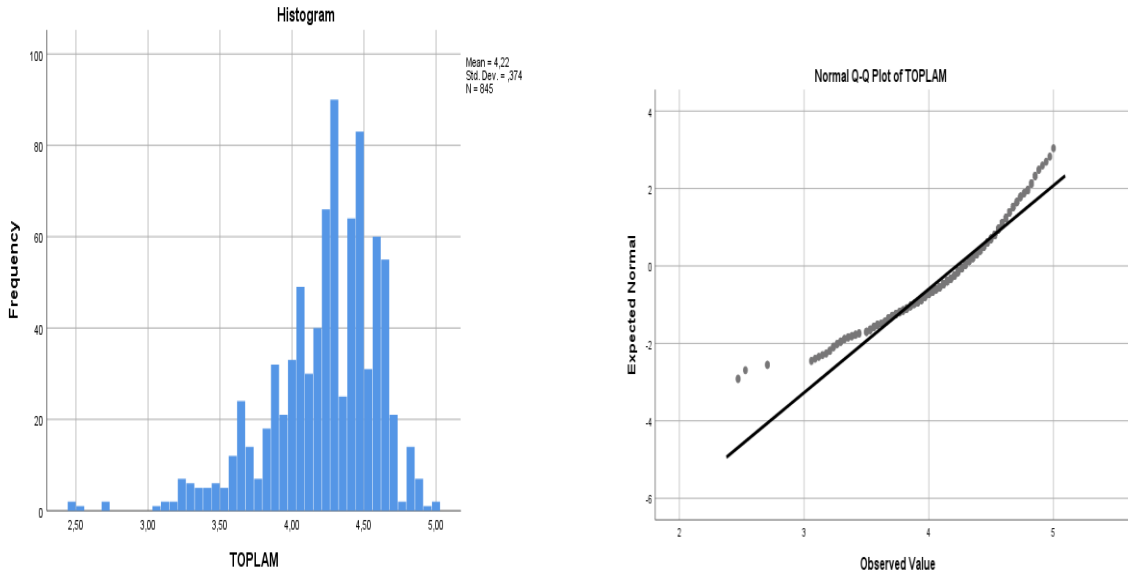 Histogram
100
80
60
40
20
0
Frequency
2,50
3,00
3,50
4,00
4,50
5,00
TOPLAM
Mean = 4,22
Std. Dev. = ,374
N = 845
Normal Q-Q Plot of TOPLAM
4
2
0
-2
-4
-6
Expected Normal
2
3
4
5
Observed Value